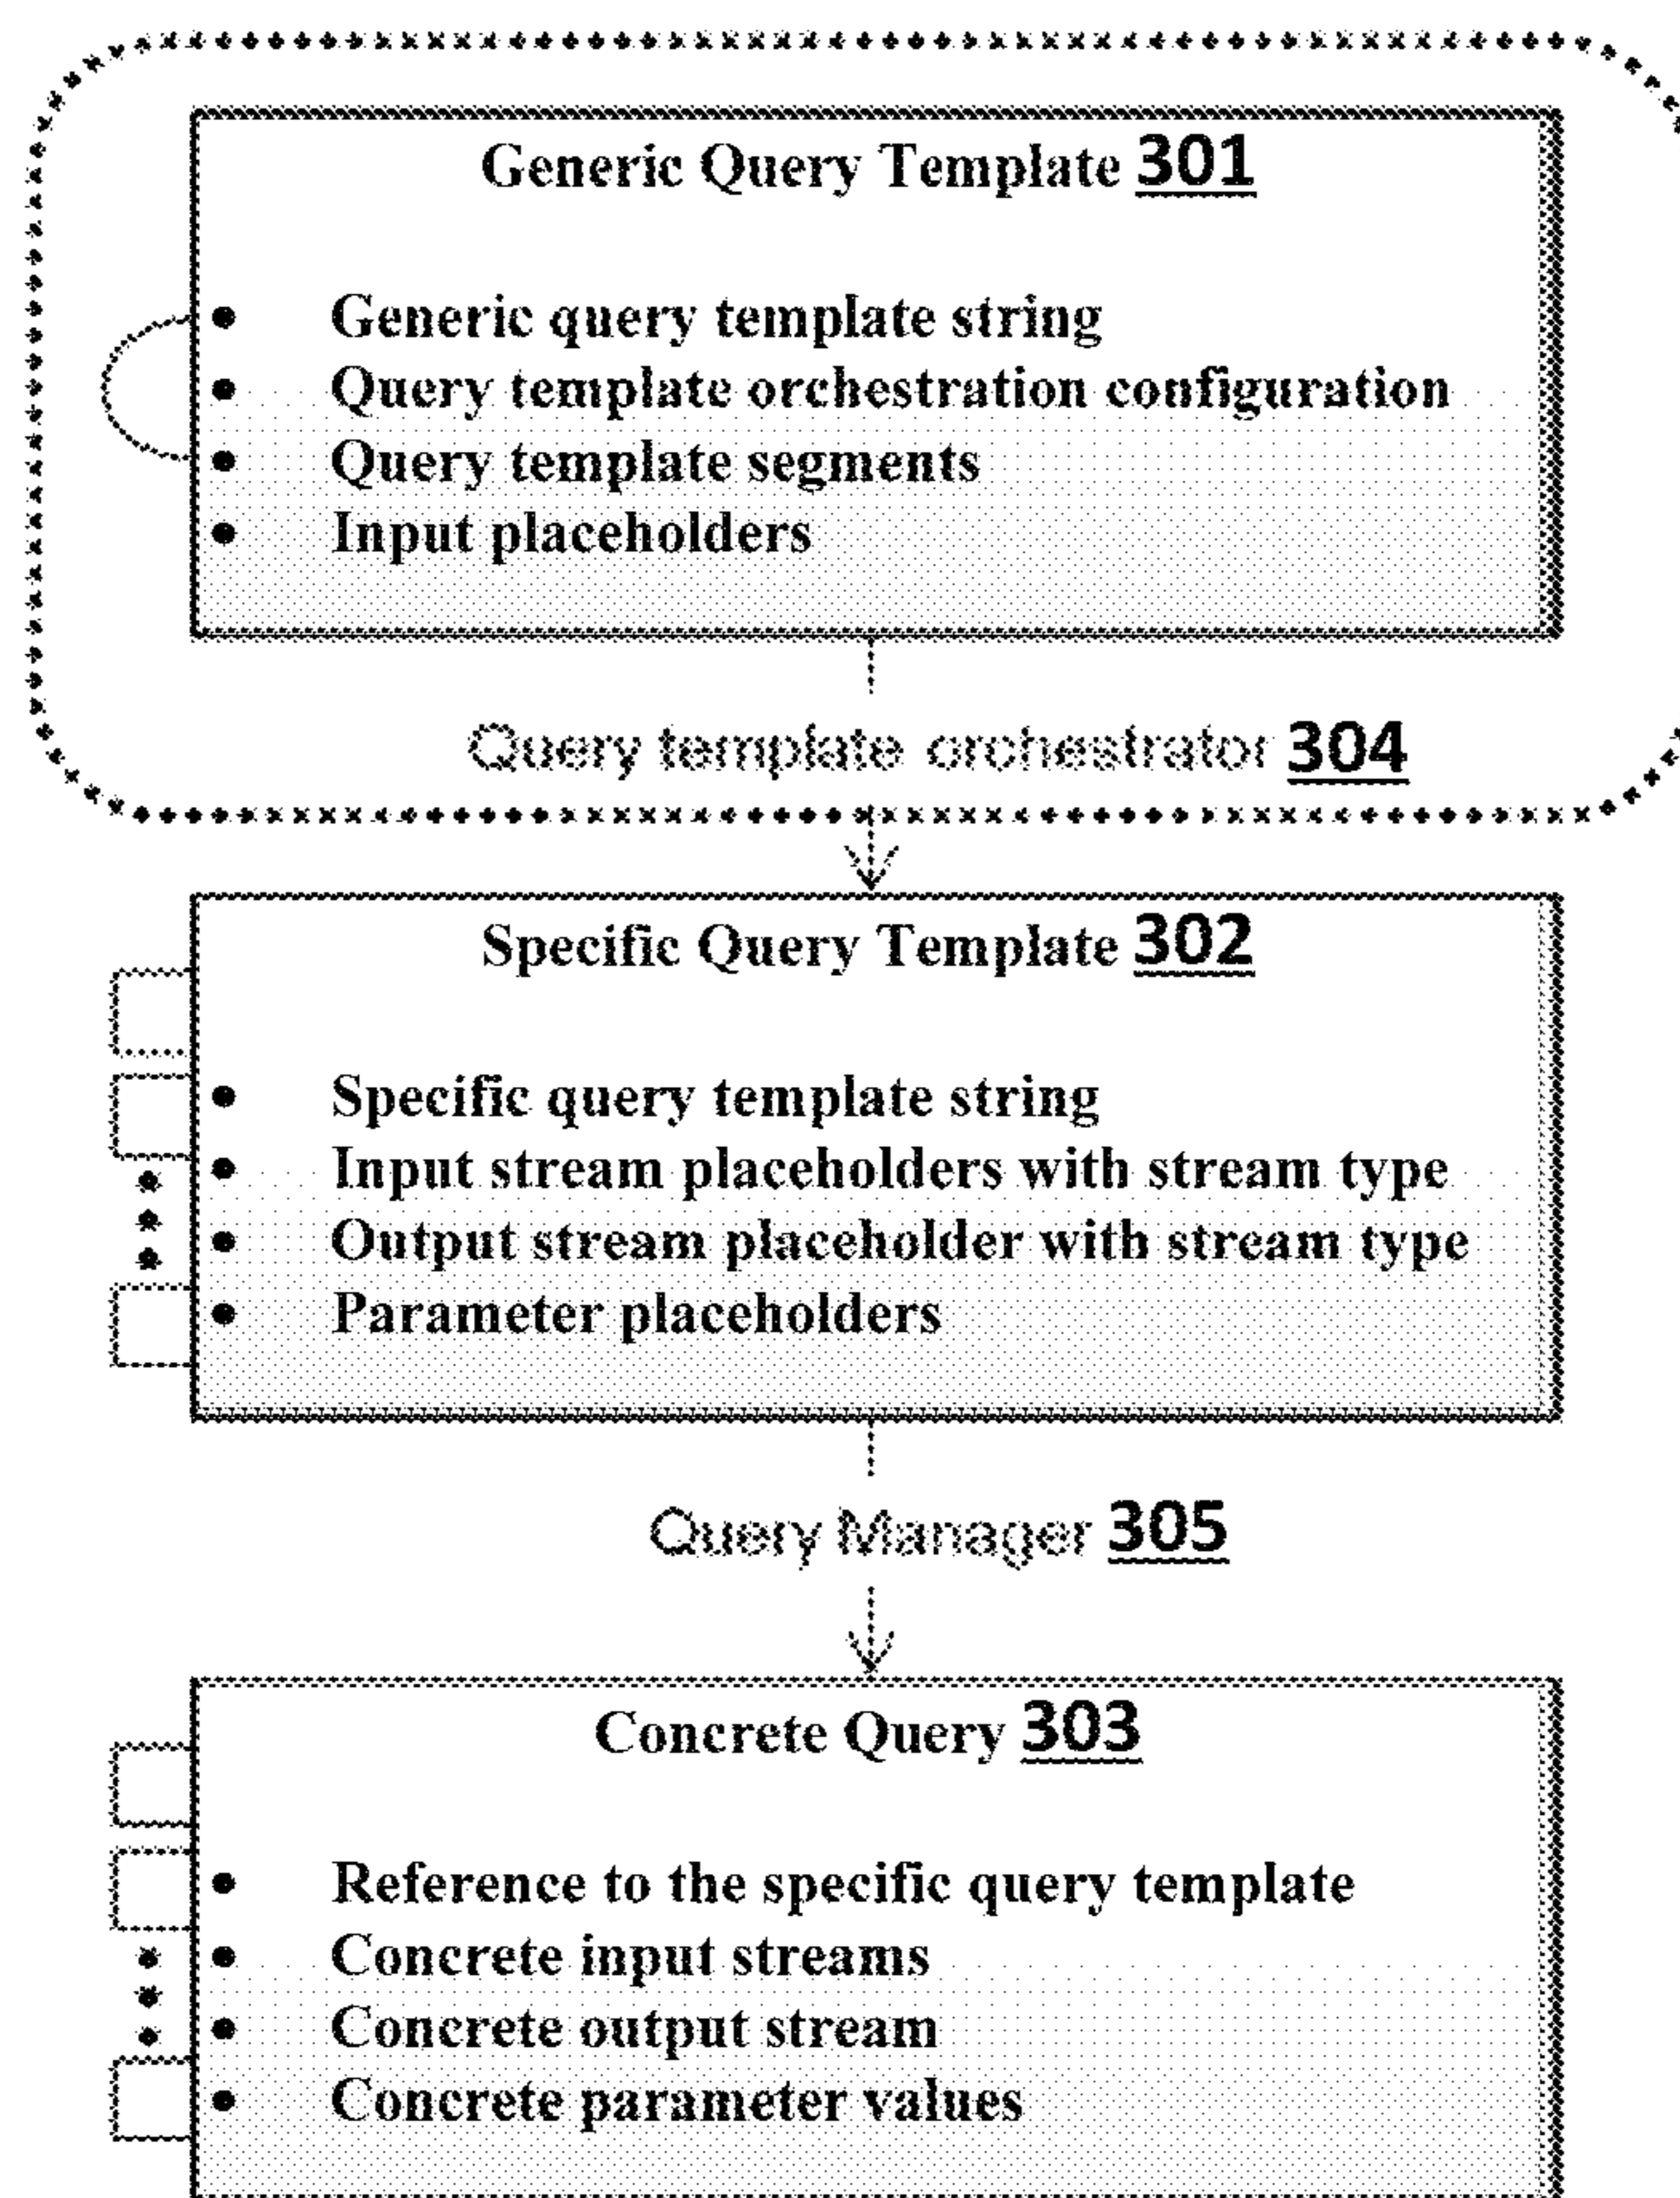 Generic Query Template 301
• Generic query template string
• Query template orchestration configuration
• Query template segments
• Input placeholders
Query template orchestrator 304
Specific Query Template 302
• Specific query template string
• Input stream placeholders with stream type
• Output stream placeholder with stream type
• Parameter placeholders
Query Manager 305
Concrete Query 303
• Reference to the specific query template
• Concrete input streams
• Concrete output stream
• Concrete parameter values